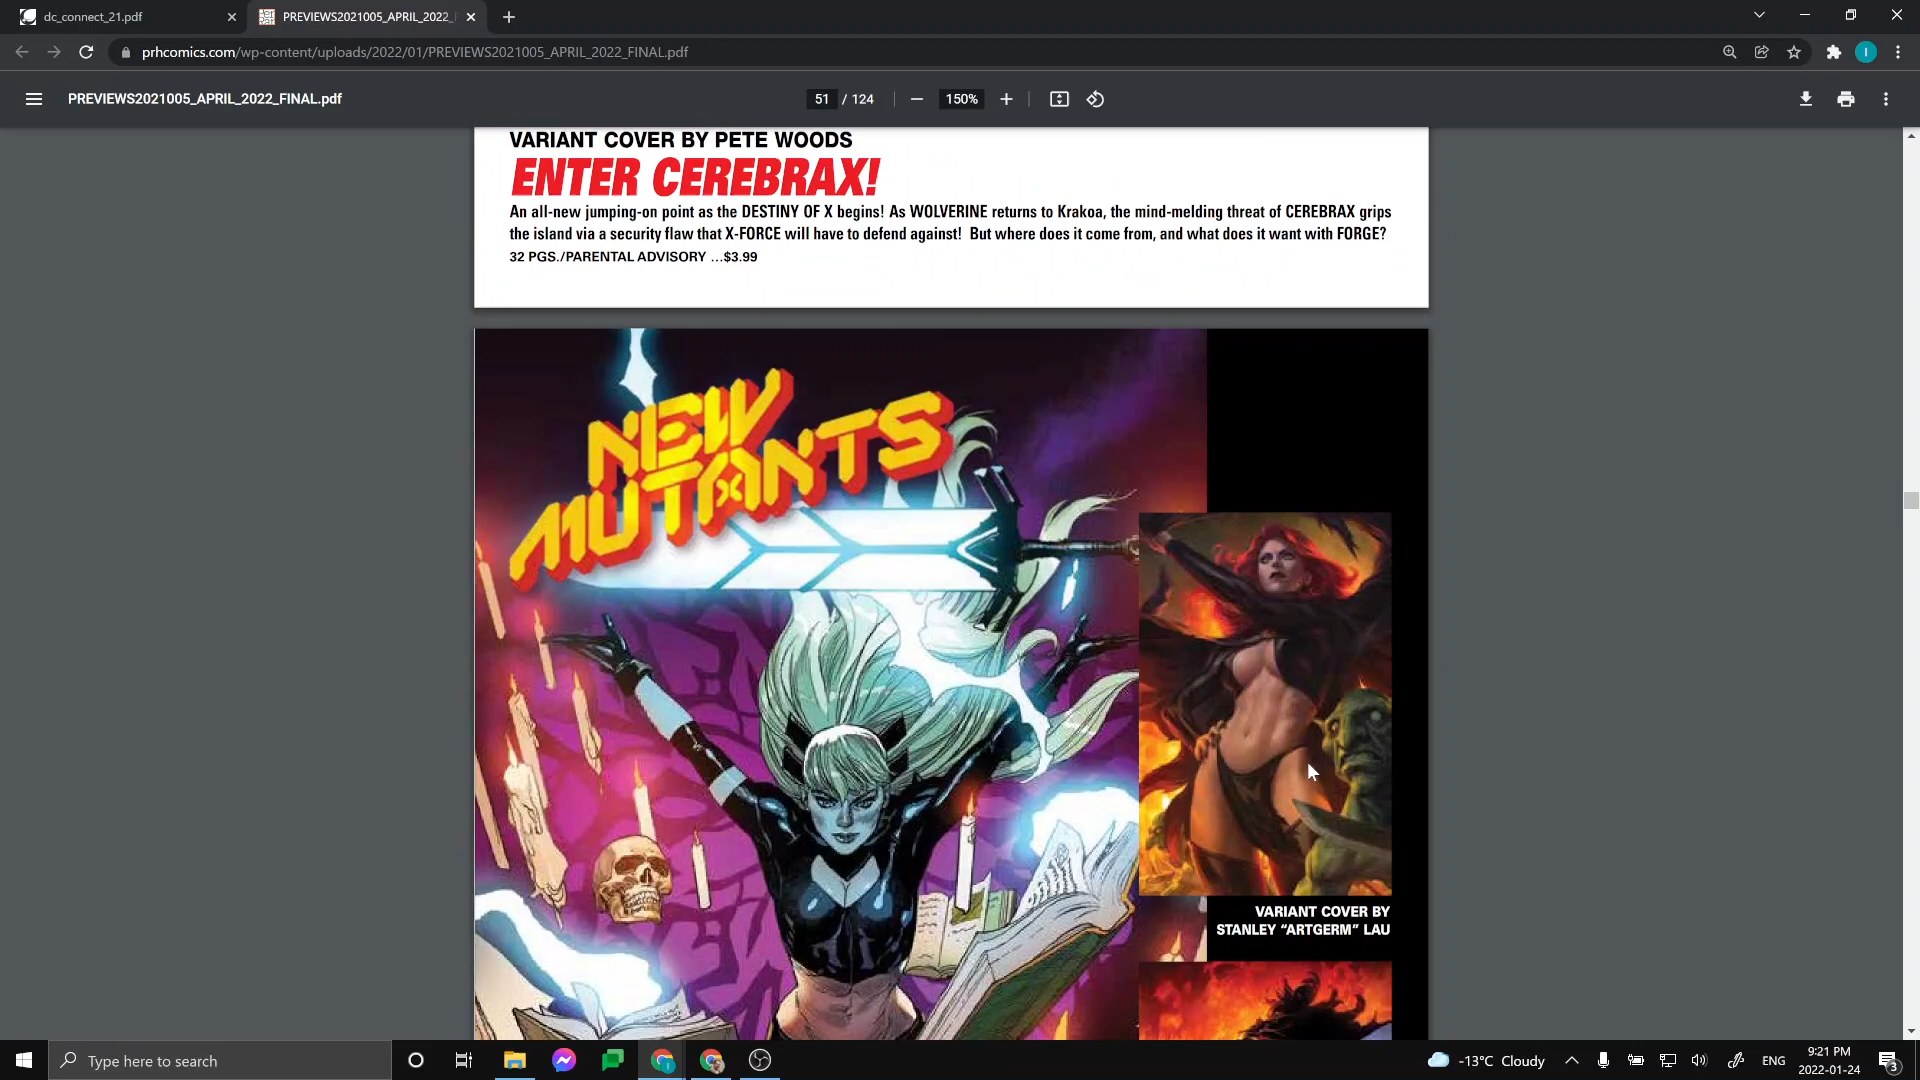 dc_connect_21.pdf
PREVIEWS2021005_APRIL_2022_
prhcomics.com/wp-content/uploads/2022/01/PREVIEWS2021005_APRIL_2022_FINAL.pdf
I
PREVIEWS2021005_APRIL_2022_FINAL.pdf
51 / 124
150%
VARIANT COVER BY PETE WOODS
ENTER CEREBRAX!
An all-new jumping-on point as the DESTINY OF X begins! As WOLVERINE returns to Krakoa, the mind-melding threat of CEREBRAX grips
the island via a security flaw that X-FORCE will have to defend against! But where does it come from, and what does it want with FORGE?
32 PGS./PARENTAL ADVISORY ...$3.99
NEW
MUTANTS
VARIANT COVER BY
STANLEY “ARTGERM” LAU
Type here to search
-13°C Cloudy
ENG
9:21 PM
2022-01-24
3